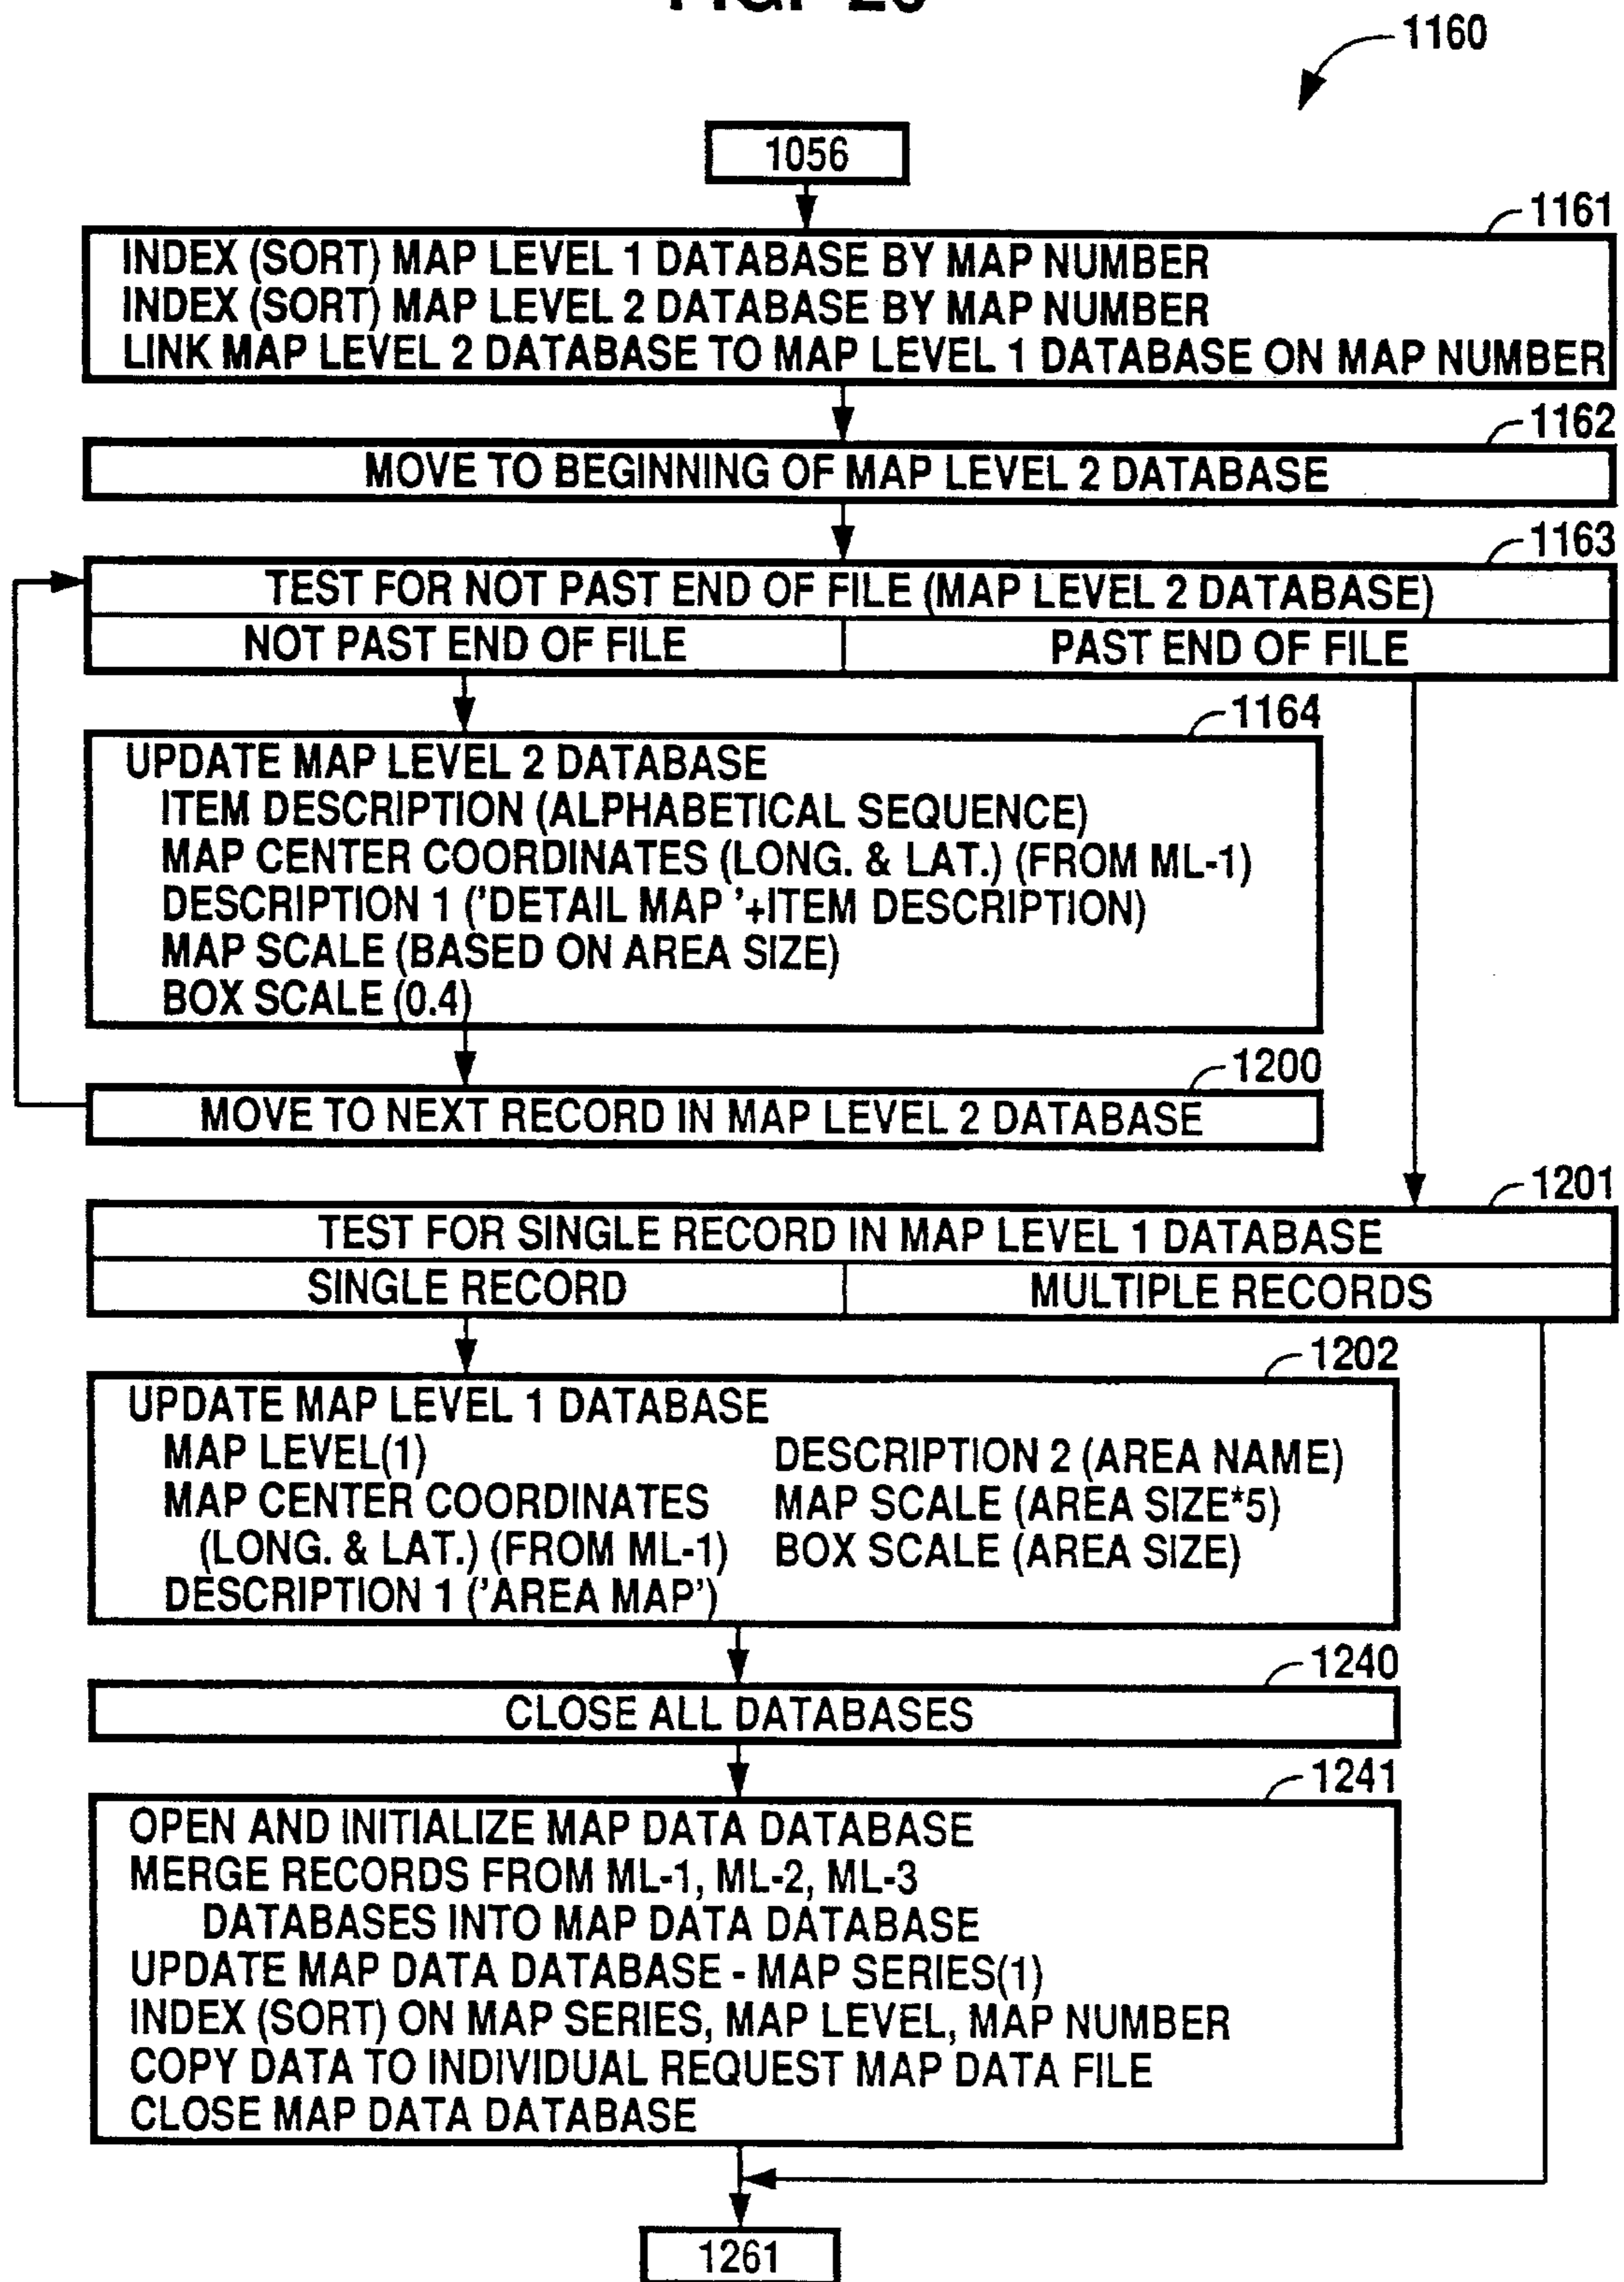 1160
1056
1161
INDEX (SORT) MAP LEVEL 1 DATABASE BY MAP NUMBER
INDEX (SORT) MAP LEVEL 2 DATABASE BY MAP NUMBER
LINK MAP LEVEL 2 DATABASE TO MAP LEVEL 1 DATABASE ON MAP NUMBER
1162
MOVE TO BEGINNING OF MAP LEVEL 2 DATABASE
1163
TEST FOR NOT PAST END OF FILE (MAP LEVEL 2 DATABASE)
NOT PAST END OF FILE
PAST END OF FILE
1164
UPDATE MAP LEVEL 2 DATABASE
ITEM DESCRIPTION (ALPHABETICAL SEQUENCE)
MAP CENTER COORDINATES (LONG. & LAT.) (FROM ML-1)
DESCRIPTION 1 ('DETAIL MAP '+ITEM DESCRIPTION)
MAP SCALE (BASED ON AREA SIZE)
BOX SCALE (0.4)
1200
MOVE TO NEXT RECORD IN MAP LEVEL 2 DATABASE
1201
TEST FOR SINGLE RECORD IN MAP LEVEL 1 DATABASE
SINGLE RECORD
MULTIPLE RECORDS
1202
UPDATE MAP LEVEL 1 DATABASE
MAP LEVEL(1)
MAP CENTER COORDINATES
(LONG. & LAT.) (FROM ML-1)
DESCRIPTION 1 ('AREA MAP')
DESCRIPTION 2 (AREA NAME)
MAP SCALE (AREA SIZE*5)
BOX SCALE (AREA SIZE)
1240
CLOSE ALL DATABASES
1241
OPEN AND INITIALIZE MAP DATA DATABASE
MERGE RECORDS FROM ML-1, ML-2, ML-3
DATABASES INTO MAP DATA DATABASE
UPDATE MAP DATA DATABASE - MAP SERIES(1)
INDEX (SORT) ON MAP SERIES, MAP LEVEL, MAP NUMBER
COPY DATA TO INDIVIDUAL REQUEST MAP DATA FILE
CLOSE MAP DATA DATABASE
1261